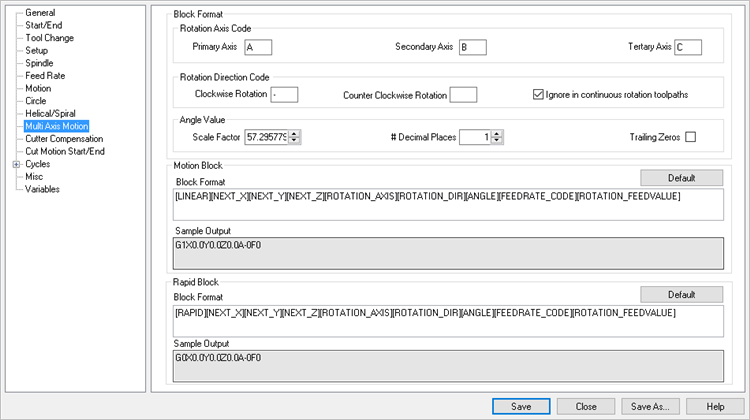 General
Start/End
Tool Change
Setup
Spindle
Feed Rate
Motion
Circle
Helical/Spiral
Multi Axis Motion
Cutter Compensation
Cut Motion Start/End
Cycles
Misc
Variables
Block Format
Rotation Axis Code
Primary Axis A Secondary Axis B Tertary Axis C
Rotation Direction Code
Clockwise Rotation - Counter Clockwise Rotation Ignore in continuous rotation toolpaths
Angle Value
Scale Factor 57.295779 # Decimal Places 1 Trailing Zeros
Motion Block
Default
Block Format
[LINEAR][NEXT_X][NEXT_Y][NEXT_Z][ROTATION_AXIS][ROTATION_DIR][ANGLE][FEEDRATE_CODE][ROTATION_FEEDVALUE]
Sample Output
G1X0.0Y0.0Z0.0A-0F0
Rapid Block
Default
Block Format
[RAPID][NEXT_X][NEXT_Y][NEXT_Z][ROTATION_AXIS][ROTATION_DIR][ANGLE][FEEDRATE_CODE][ROTATION_FEEDVALUE]
Sample Output
G0X0.0Y0.0Z0.0A-0F0
Save Close Save As... Help